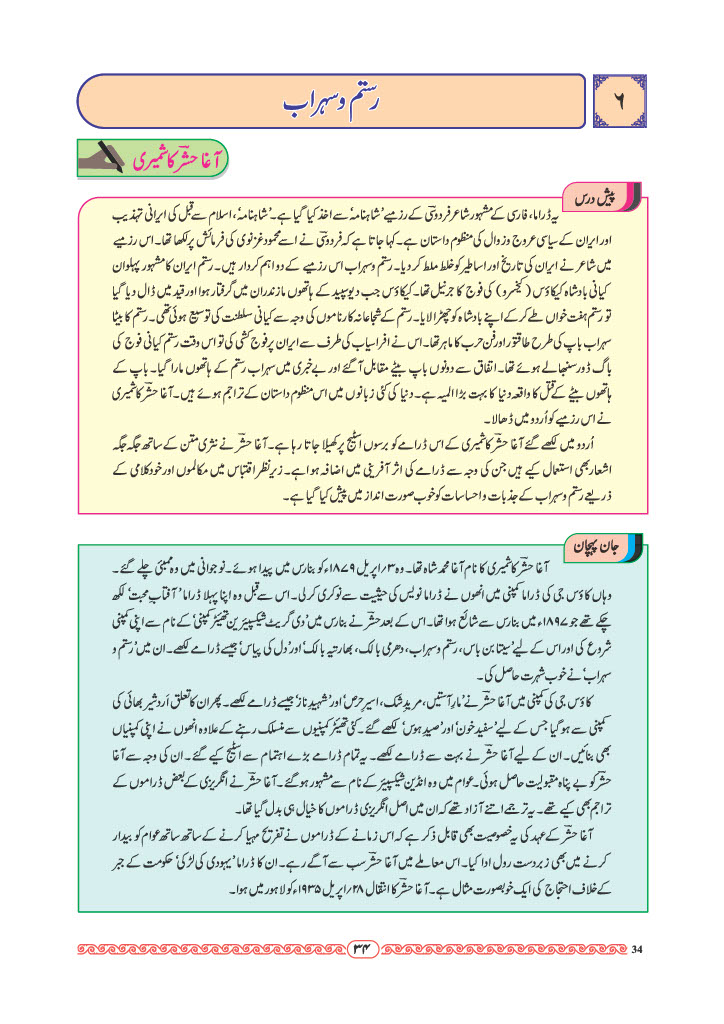 ۶
رستم و سہراب
آغا حشرؔ کاشمیری
پیش درس
یہ ڈراما، فارسی کے مشہور شاعر فردوسیؔ کے رزمیے 'شاہنامہ' سے اخذ کیا گیا ہے۔ 'شاہنامہ'، اسلام سے قبل کی ایرانی تہذیب
اور ایران کے سیاسی عروج و زوال کی منظوم داستان ہے۔ کہا جاتا ہے کہ فردوسیؔ نے اسے محمود غزنوی کی فرمائش پر لکھا تھا۔ اس رزمیے
میں شاعر نے ایران کی تاریخ اور اساطیر کو خلط ملط کر دیا۔ رستم و سہراب اس رزمیے کے دو اہم کردار ہیں۔ رستم ایران کا مشہور پہلوان
کیانی بادشاہ کیکاؤس (کیخسرو) کی فوج کا جرنیل تھا۔ کیکاؤس جب دیوسپید کے ہاتھوں ماژندران میں گرفتار ہوا اور قید میں ڈال دیا گیا
تو رستم ہفت خواں طے کر کے اپنے بادشاہ کو چھڑا لایا۔ رستم کے شجاعانہ کارناموں کی وجہ سے کیانی سلطنت کی توسیع ہوئی تھی۔ رستم کا بیٹا
سہراب باپ کی طرح طاقتور اور فنِ حرب کا ماہر تھا۔ اس نے افراسیاب کی طرف سے ایران پر فوج کشی کی تو اس وقت رستم کیانی فوج کی
باگ ڈور سنبھالے ہوئے تھا۔ اتفاق سے دونوں باپ بیٹے مقابل آ گئے اور بے خبری میں سہراب رستم کے ہاتھوں مارا گیا۔ باپ کے
ہاتھوں بیٹے کے قتل کا واقعہ دنیا کا بہت بڑا المیہ ہے۔ دنیا کی کئی زبانوں میں اس منظوم داستان کے تراجم ہوئے ہیں۔ آغا حشرؔ کاشمیری
نے اس رزمیے کو اُردو میں ڈھالا۔
اُردو میں لکھے گئے آغا حشرؔ کاشمیری کے اس ڈرامے کو برسوں اسٹیج پر کھیلا جاتا رہا ہے۔ آغا حشرؔ نے نثری متن کے ساتھ جگہ جگہ
اشعار بھی استعمال کیے ہیں جن کی وجہ سے ڈرامے کی اثر آفرینی میں اضافہ ہوا ہے۔ زیرِ نظر اقتباس میں مکالموں اور خودکلامی کے
ذریعے رستم و سہراب کے جذبات و احساسات کو خوب صورت انداز میں پیش کیا گیا ہے۔
جان پہچان
آغا حشرؔ کاشمیری کا نام آغا محمد شاہ تھا۔ وہ ۳؍اپریل ۱۸۷۹ء کو بنارس میں پیدا ہوئے۔ نوجوانی میں وہ ممبئی چلے گئے۔
وہاں کاؤس جی کی ڈراما کمپنی میں انھوں نے ڈراما نویس کی حیثیت سے نوکری کر لی۔ اس سے قبل وہ اپنا پہلا ڈراما 'آفتابِ محبت' لکھ
چکے تھے جو ۱۸۹۷ء میں بنارس سے شائع ہوا تھا۔ اس کے بعد حشرؔ نے بنارس میں 'دی گریٹ شیکسپیئرین تھیئٹر کمپنی' کے نام سے اپنی کمپنی
شروع کی اور اس کے لیے 'سیتا بن باس، رستم و سہراب، دھرمی بالک، بھارتیہ بالک' اور 'دل کی پیاس' جیسے ڈرامے لکھے۔ ان میں 'رستم و
سہراب' نے خوب شہرت حاصل کی۔
کاؤس جی کی کمپنی میں آغا حشرؔ نے 'مارِ آستیں، مریدِ شک، اسیرِ حرص' اور 'شہیدِ ناز' جیسے ڈرامے لکھے۔ پھر ان کا تعلق اَردشیر بھائی کی
کمپنی سے ہو گیا جس کے لیے 'سفید خون' اور 'صیدِ ہوس' لکھے گئے۔ کئی تھیئٹر کمپنیوں سے منسلک رہنے کے علاوہ انھوں نے اپنی کمپنیاں
بھی بنائیں۔ ان کے لیے آغا حشرؔ نے بہت سے ڈرامے لکھے۔ یہ تمام ڈرامے بڑے اہتمام سے اسٹیج کیے گئے۔ ان کی وجہ سے آغا
حشرؔ کو بے پناہ مقبولیت حاصل ہوئی۔ عوام میں وہ انڈین شیکسپیئر کے نام سے مشہور ہو گئے۔ آغا حشرؔ نے انگریزی کے بعض ڈراموں کے
تراجم بھی کیے تھے۔ یہ ترجمے اتنے آزاد تھے کہ ان میں اصل انگریزی ڈراموں کا خیال ہی بدل گیا تھا۔
آغا حشرؔ کے عہد کی یہ خصوصیت بھی قابلِ ذکر ہے کہ اس زمانے کے ڈراموں نے تفریح مہیا کرنے کے ساتھ ساتھ عوام کو بیدار
کرنے میں بھی زبردست رول ادا کیا۔ اس معاملے میں آغا حشرؔ سب سے آگے رہے۔ ان کا ڈراما 'یہودی کی لڑکی' حکومت کے جبر
کے خلاف احتجاج کی ایک خوبصورت مثال ہے۔ آغا حشرؔ کا انتقال ۲۸؍اپریل ۱۹۳۵ء کو لاہور میں ہوا۔
۳۴
34